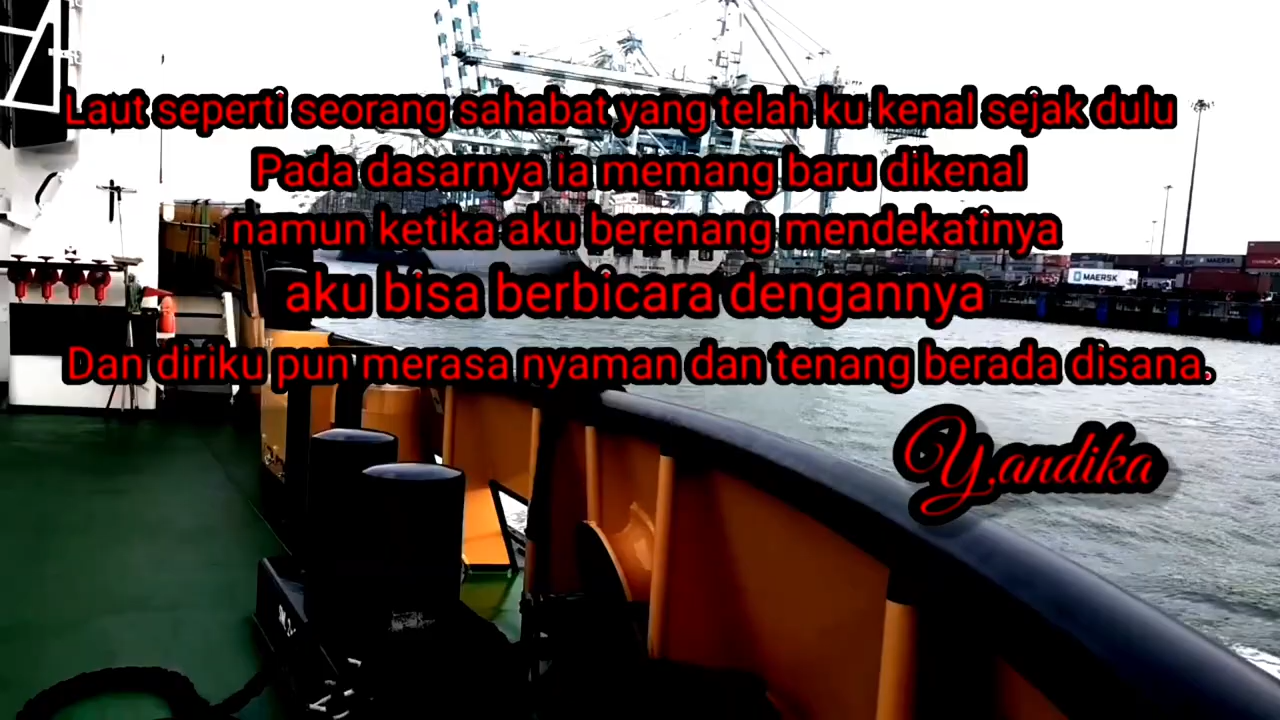 Laut seperti seorang sahabat yang telah ku kenal sejak dulu
Pada dasarnya ia memang baru dikenal
namun ketika aku berenang mendekatinya
aku bisa berbicara dengannya
Dan diriku pun merasa nyaman dan tenang berada disana.
Y.andika
MAERSK